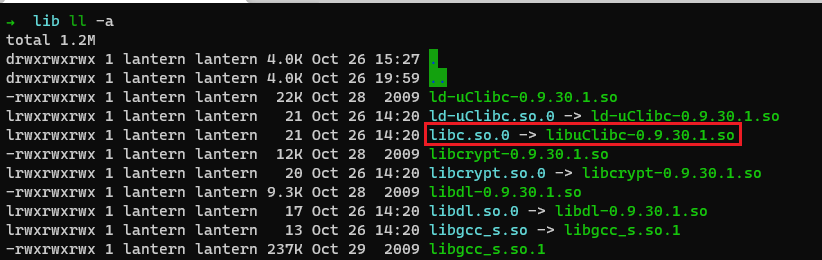 → lib ll -a
total 1.2M
drwxrwxrwx 1 lantern lantern 4.0K Oct 26 15:27 .
drwxrwxrwx 1 lantern lantern 4.0K Oct 26 19:59 ..
-rwxrwxrwx 1 lantern lantern  22K Oct 28  2009 ld-uClibc-0.9.30.1.so
lrwxrwxrwx 1 lantern lantern   21 Oct 26 14:20 ld-uClibc.so.0 -> ld-uClibc-0.9.30.1.so
lrwxrwxrwx 1 lantern lantern   21 Oct 26 14:20 libc.so.0 -> libuClibc-0.9.30.1.so
-rwxrwxrwx 1 lantern lantern  12K Oct 28  2009 libcrypt-0.9.30.1.so
lrwxrwxrwx 1 lantern lantern   20 Oct 26 14:20 libcrypt.so.0 -> libcrypt-0.9.30.1.so
-rwxrwxrwx 1 lantern lantern 9.3K Oct 28  2009 libdl-0.9.30.1.so
lrwxrwxrwx 1 lantern lantern   17 Oct 26 14:20 libdl.so.0 -> libdl-0.9.30.1.so
lrwxrwxrwx 1 lantern lantern   13 Oct 26 14:20 libgcc_s.so -> libgcc_s.so.1
-rwxrwxrwx 1 lantern lantern 237K Oct 29  2009 libgcc_s.so.1